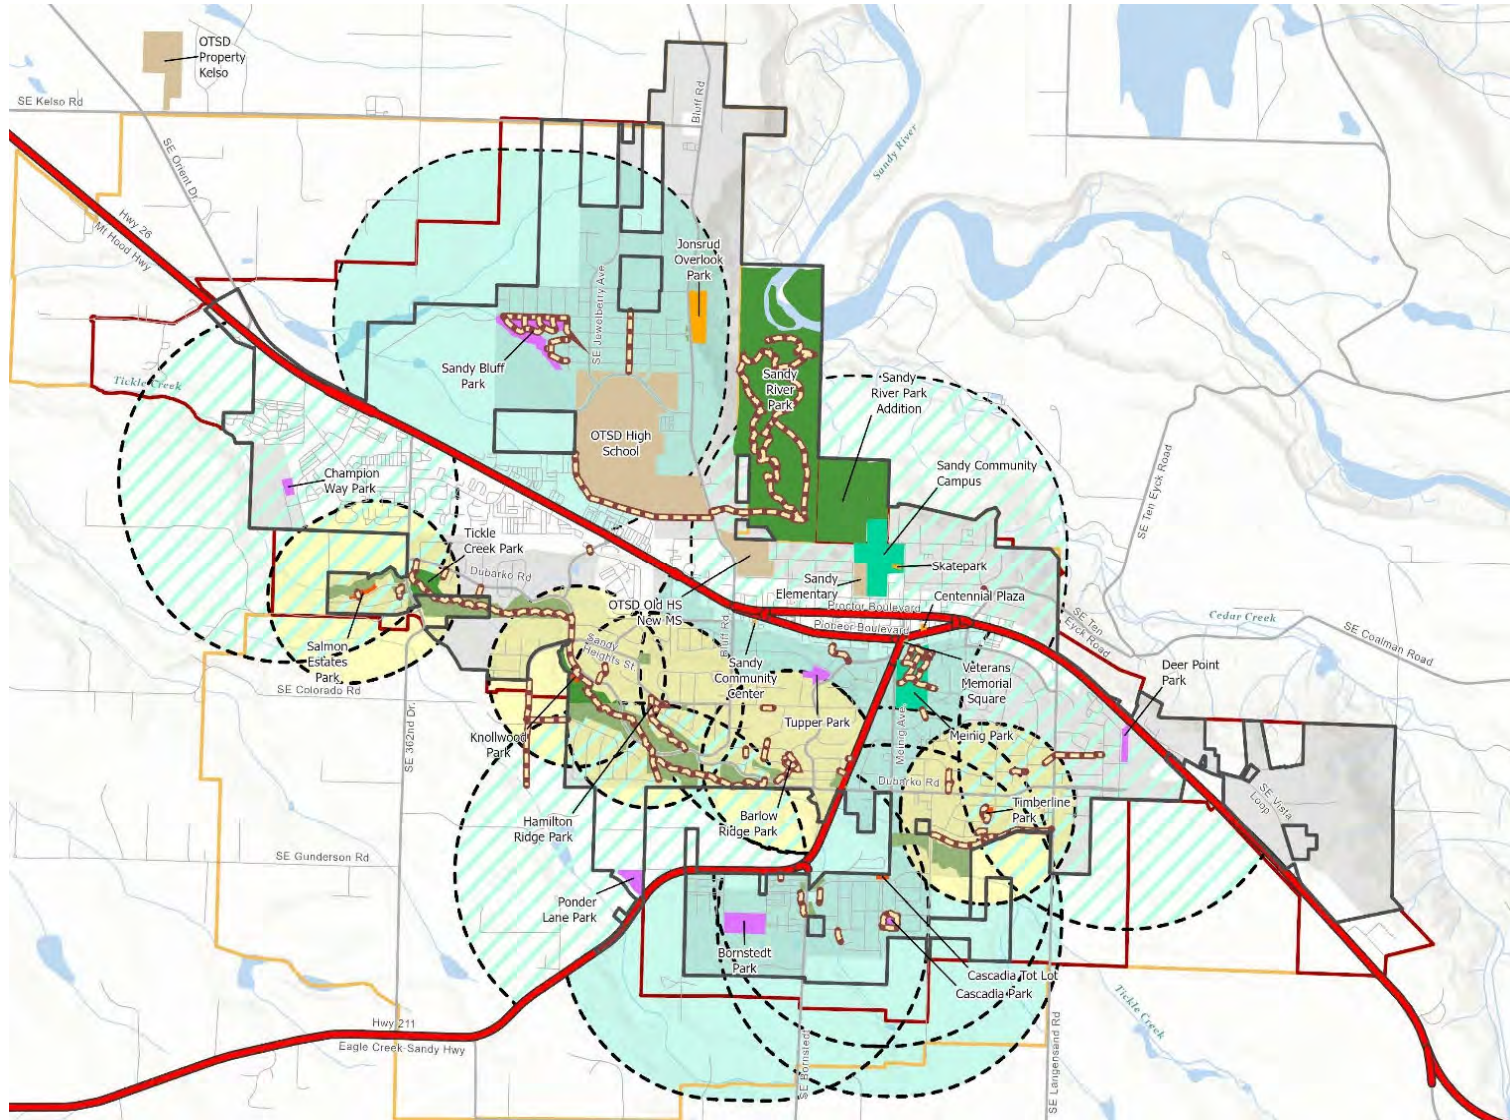 OTSD
Property
Kelso
SE Kelso Rd
Bluff Rd
SE Orient Dr.
Sandy River
Hwy 26
Mt Hood Hwy
Jonsrud
Overlook
Park
SE Jewelberry Ave
Sandy Bluff
Park
Tickle Creek
Sandy
River
Park
Sandy
River Park
Addition
OTSD High
School
Champion
Way Park
Sandy Community
Campus
SE Ten Eyck Road
Tickle
Creek Park
Dubarko Rd
Skatepark
Sandy
Elementary
Centennial Plaza
OTSD Old HS
New MS
Proctor Boulevard
Pioneer Boulevard
Bluff Rd
SE Ten
Eyck Road
Cedar Creek
SE Coalman Road
Salmon
Estates
Park
Sandy
Heights St
Sandy
Community
Center
Veterans
Memorial
Square
Deer Point
Park
SE Colorado Rd
SE 362nd Dr.
Tupper Park
Meinig Ave
Meinig Park
Knollwood
Park
Dubarko Rd
Timberline
Park
SE Vista
Loop
Hamilton
Ridge Park
Barlow
Ridge Park
SE Gunderson Rd
Ponder
Lane Park
Bornstedt
Park
Cascadia Tot Lot
Cascadia Park
Tickle
Creek
Hwy 211
Eagle Creek-Sandy Hwy
SE Bornstedt
SE Langensand Rd